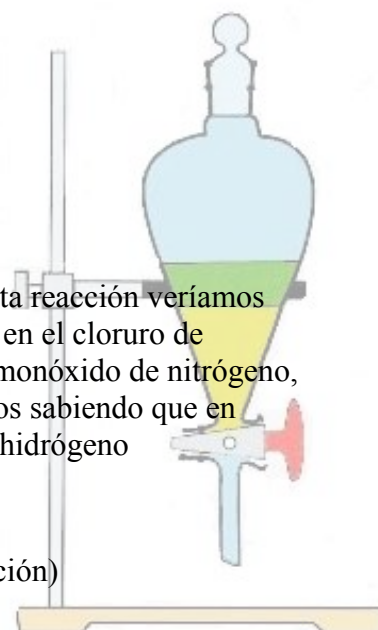 ta reacción veríamos
en el cloruro de
monóxido de nitrógeno,
os sabiendo que en
hidrógeno
ción)